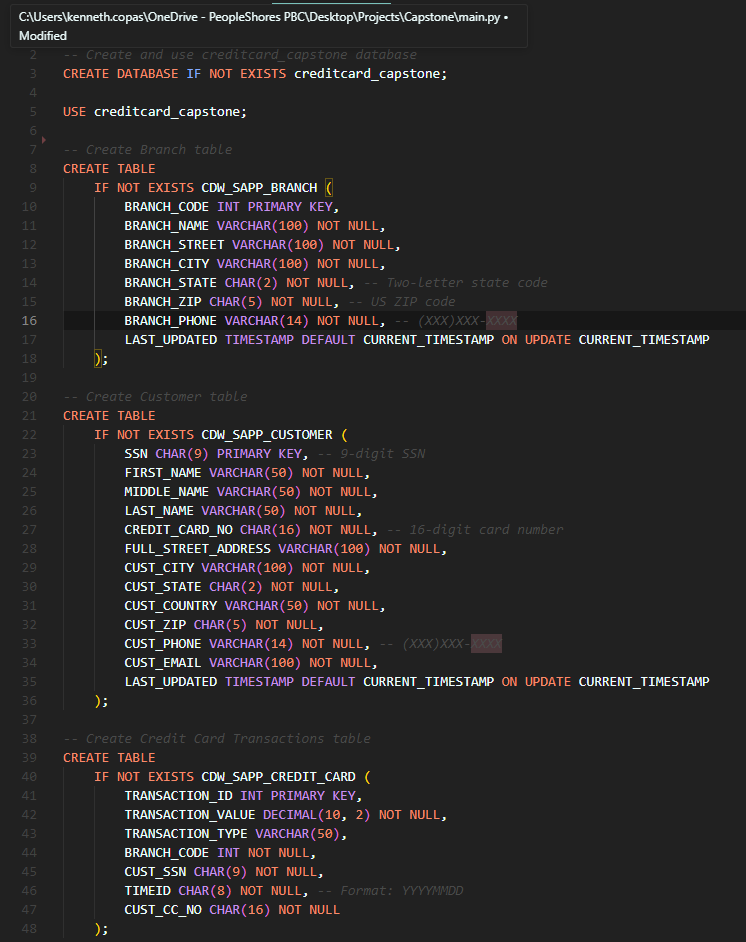 C:\Users\kenneth.copas\OneDrive - PeopleShores PBC\Desktop\Projects\Capstone\main.py •
Modified
2 -- Create and use creditcard_capstone database
3 CREATE DATABASE IF NOT EXISTS creditcard_capstone;
4
5 USE creditcard_capstone;
6
7 -- Create Branch table
8 CREATE TABLE
9 IF NOT EXISTS CDW_SAPP_BRANCH (
10 BRANCH_CODE INT PRIMARY KEY,
11 BRANCH_NAME VARCHAR(100) NOT NULL,
12 BRANCH_STREET VARCHAR(100) NOT NULL,
13 BRANCH_CITY VARCHAR(100) NOT NULL,
14 BRANCH_STATE CHAR(2) NOT NULL, -- Two-letter state code
15 BRANCH_ZIP CHAR(5) NOT NULL, -- US ZIP code
16 BRANCH_PHONE VARCHAR(14) NOT NULL, -- (XXX)XXX-XXXX
17 LAST_UPDATED TIMESTAMP DEFAULT CURRENT_TIMESTAMP ON UPDATE CURRENT_TIMESTAMP
18 );
19
20 -- Create Customer table
21 CREATE TABLE
22 IF NOT EXISTS CDW_SAPP_CUSTOMER (
23 SSN CHAR(9) PRIMARY KEY, -- 9-digit SSN
24 FIRST_NAME VARCHAR(50) NOT NULL,
25 MIDDLE_NAME VARCHAR(50) NOT NULL,
26 LAST_NAME VARCHAR(50) NOT NULL,
27 CREDIT_CARD_NO CHAR(16) NOT NULL, -- 16-digit card number
28 FULL_STREET_ADDRESS VARCHAR(100) NOT NULL,
29 CUST_CITY VARCHAR(100) NOT NULL,
30 CUST_STATE CHAR(2) NOT NULL,
31 CUST_COUNTRY VARCHAR(50) NOT NULL,
32 CUST_ZIP CHAR(5) NOT NULL,
33 CUST_PHONE VARCHAR(14) NOT NULL, -- (XXX)XXX-XXXX
34 CUST_EMAIL VARCHAR(100) NOT NULL,
35 LAST_UPDATED TIMESTAMP DEFAULT CURRENT_TIMESTAMP ON UPDATE CURRENT_TIMESTAMP
36 );
37
38 -- Create Credit Card Transactions table
39 CREATE TABLE
40 IF NOT EXISTS CDW_SAPP_CREDIT_CARD (
41 TRANSACTION_ID INT PRIMARY KEY,
42 TRANSACTION_VALUE DECIMAL(10, 2) NOT NULL,
43 TRANSACTION_TYPE VARCHAR(50),
44 BRANCH_CODE INT NOT NULL,
45 CUST_SSN CHAR(9) NOT NULL,
46 TIMEID CHAR(8) NOT NULL, -- Format: YYYYMMDD
47 CUST_CC_NO CHAR(16) NOT NULL
48 );